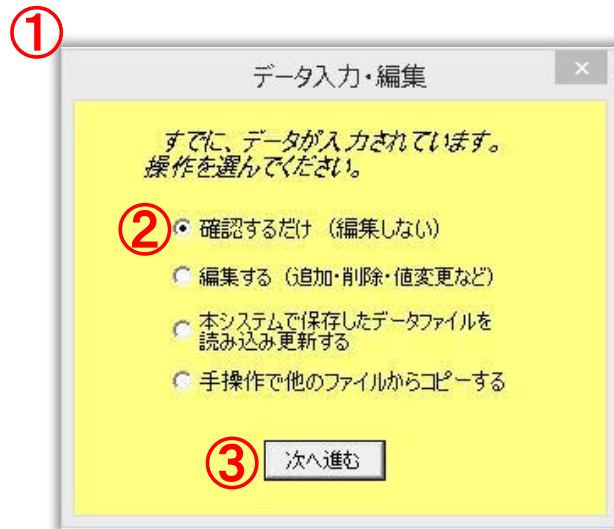 ①
データ入力・編集
×
すでに、データが入力されています。
操作を選んでください。
② 確認するだけ （編集しない）
編集する （追加・削除・値変更など）
本システムで保存したデータファイルを
読み込み更新する
手操作で他のファイルからコピーする
③ 次へ進む